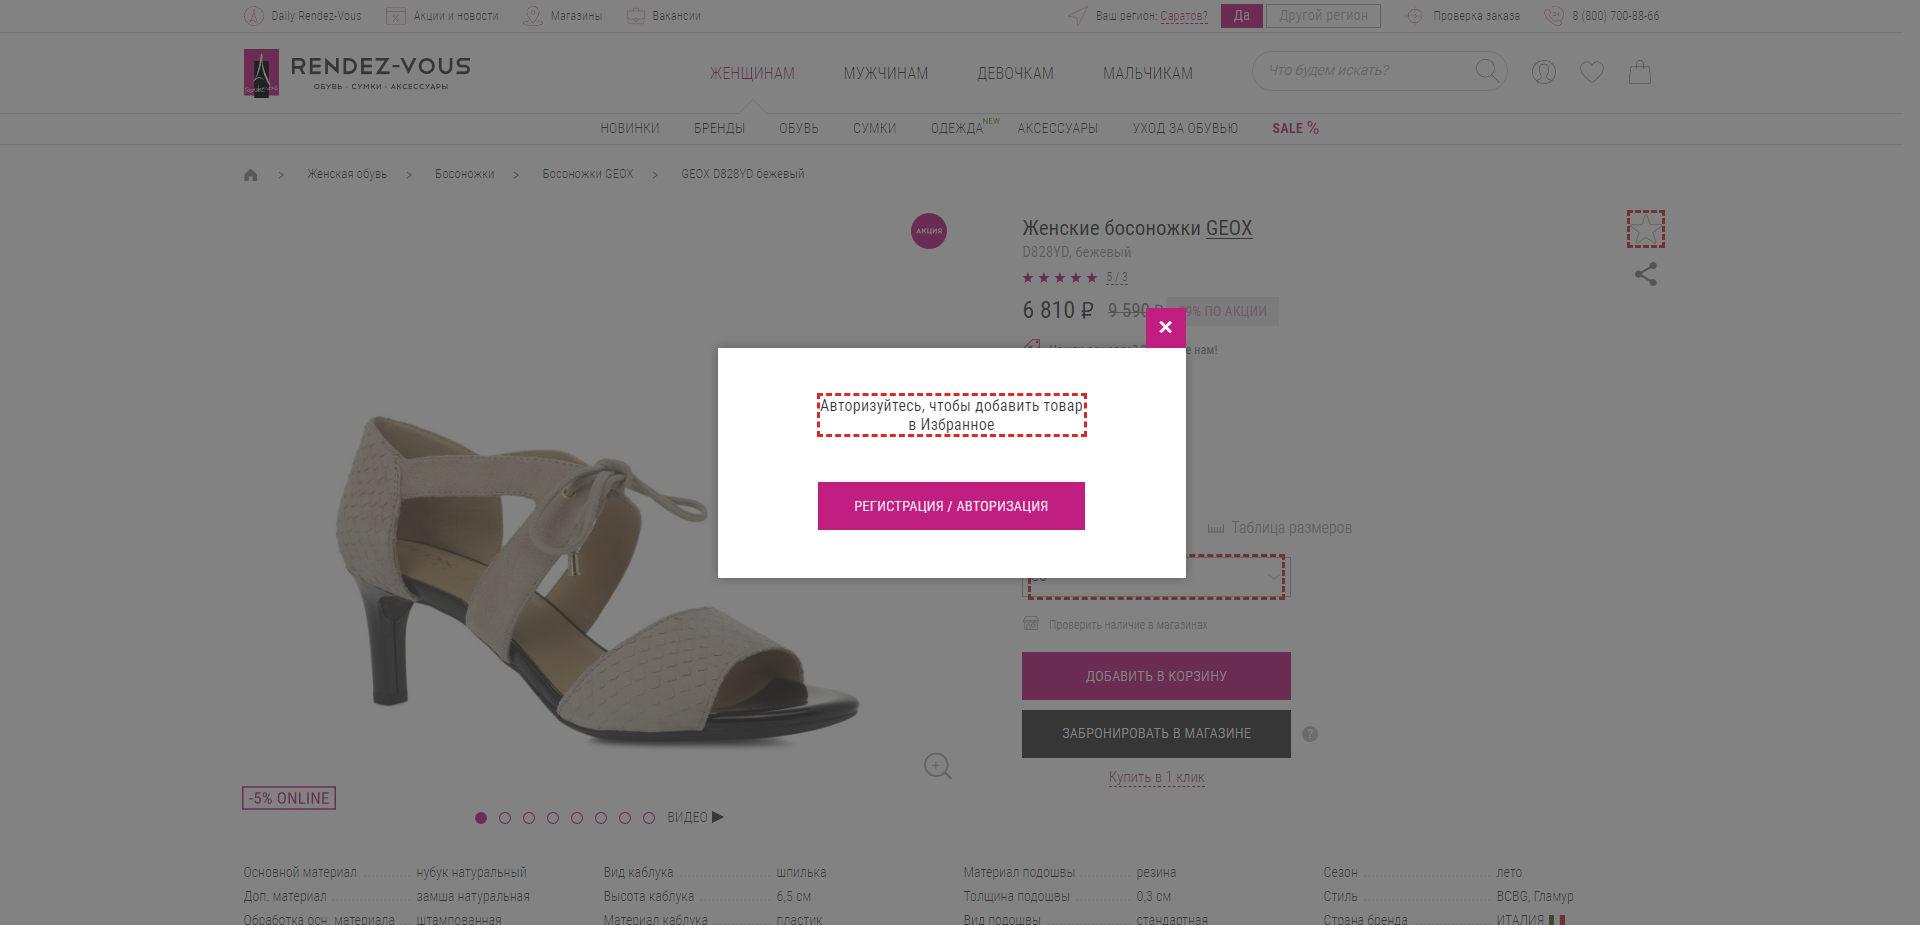 Daily Rendez-Vous
Акции и новости
Магазины
Вакансии
Ваш регион: Саратов?
Да
Другой регион
Проверка заказа
8 (800) 700-88-66
RENDEZ-VOUS
ОБУВЬ · СУМКИ · АКСЕССУАРЫ
ЖЕНЩИНАМ
МУЖЧИНАМ
ДЕВОЧКАМ
МАЛЬЧИКАМ
Что будем искать?
НОВИНКИ
БРЕНДЫ
ОБУВЬ
СУМКИ
ОДЕЖДА NEW
АКСЕССУАРЫ
УХОД ЗА ОБУВЬЮ
SALE %
> Женская обувь > Босоножки > Босоножки GEOX > GEOX D828YD бежевый
АКЦИЯ
Женские босоножки GEOX
D828YD, бежевый
5 / 3
6 810 ₽ 9 590 ₽
% ПО АКЦИИ
нам!
Авторизуйтесь, чтобы добавить товар
в Избранное
РЕГИСТРАЦИЯ / АВТОРИЗАЦИЯ
Таблица размеров
Проверить наличие в магазинах
ДОБАВИТЬ В КОРЗИНУ
ЗАБРОНИРОВАТЬ В МАГАЗИНЕ
?
Купить в 1 клик
-5% ONLINE
ВИДЕО
Основной материал нубук натуральный
Вид каблука шпилька
Материал подошвы резина
Сезон лето
Доп. материал замша натуральная
Высота каблука 6,5 см
Толщина подошвы 0,3 см
Стиль BCBG, Гламур
Обработка осн. материала штампованная
Материал каблука пластик
Вид подошвы стандартная
Страна бренда ИТАЛИЯ